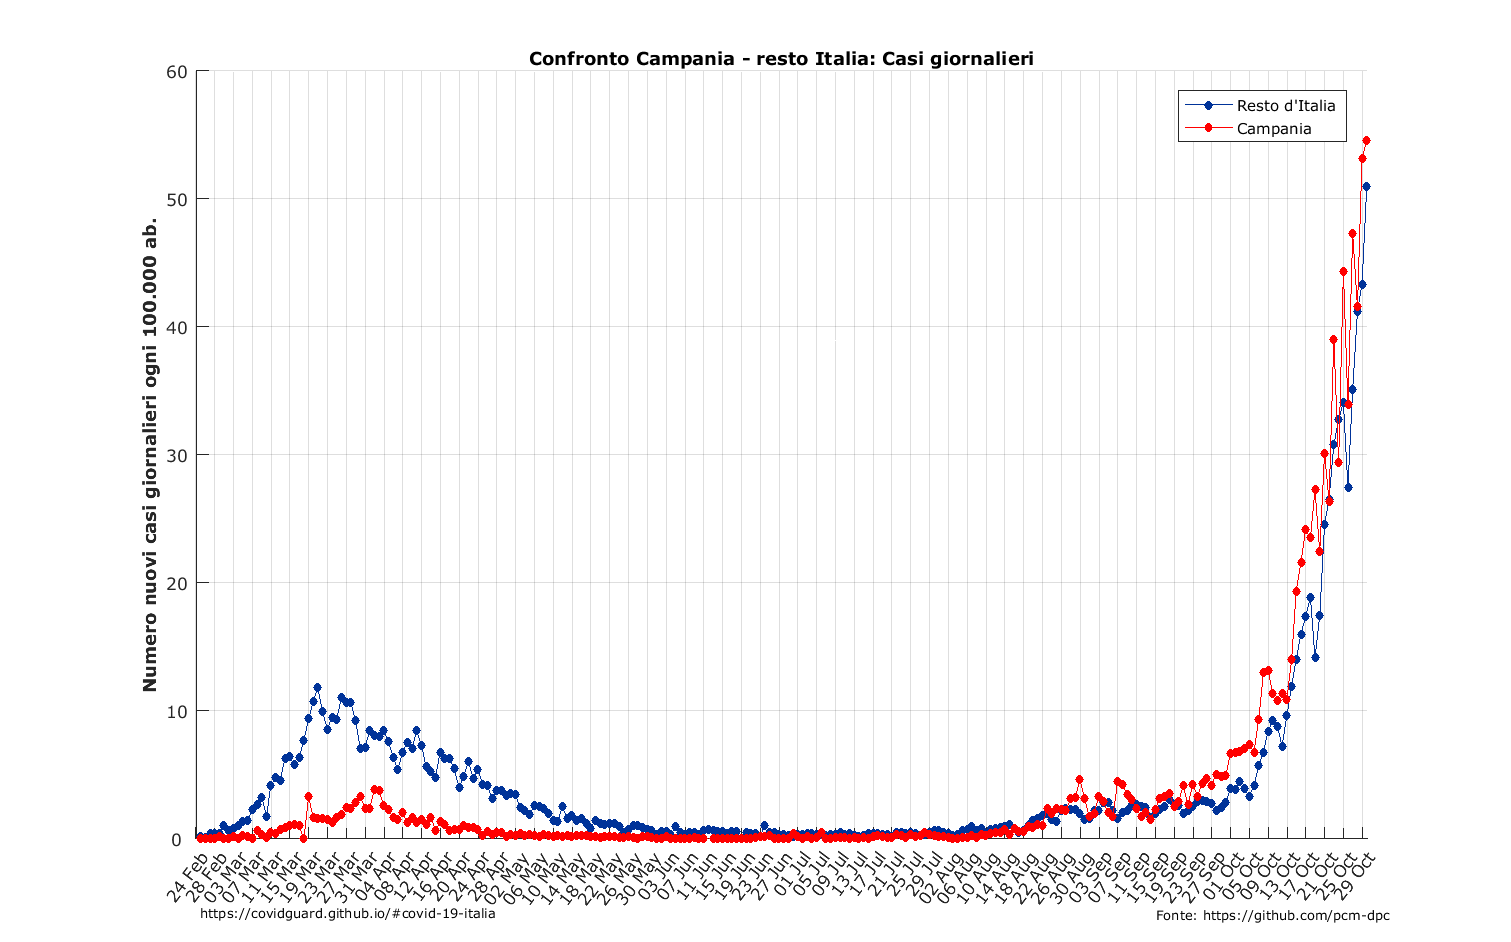 Confronto Campania - resto Italia: Casi giornalieri
Resto d'Italia
Campania
Numero nuovi casi giornalieri ogni 100.000 ab.
60
50
40
30
20
10
0
24 Feb
28 Feb
03 Mar
07 Mar
11 Mar
15 Mar
19 Mar
23 Mar
27 Mar
31 Mar
04 Apr
08 Apr
12 Apr
16 Apr
20 Apr
24 Apr
28 Apr
02 May
06 May
10 May
14 May
18 May
22 May
26 May
30 May
03 Jun
07 Jun
11 Jun
15 Jun
19 Jun
23 Jun
27 Jun
01 Jul
05 Jul
09 Jul
13 Jul
17 Jul
21 Jul
25 Jul
29 Jul
02 Aug
06 Aug
10 Aug
14 Aug
18 Aug
22 Aug
26 Aug
30 Aug
03 Sep
07 Sep
11 Sep
15 Sep
19 Sep
23 Sep
27 Sep
01 Oct
05 Oct
09 Oct
13 Oct
17 Oct
21 Oct
25 Oct
29 Oct
https://covidguard.github.io/#covid-19-italia
Fonte: https://github.com/pcm-dpc